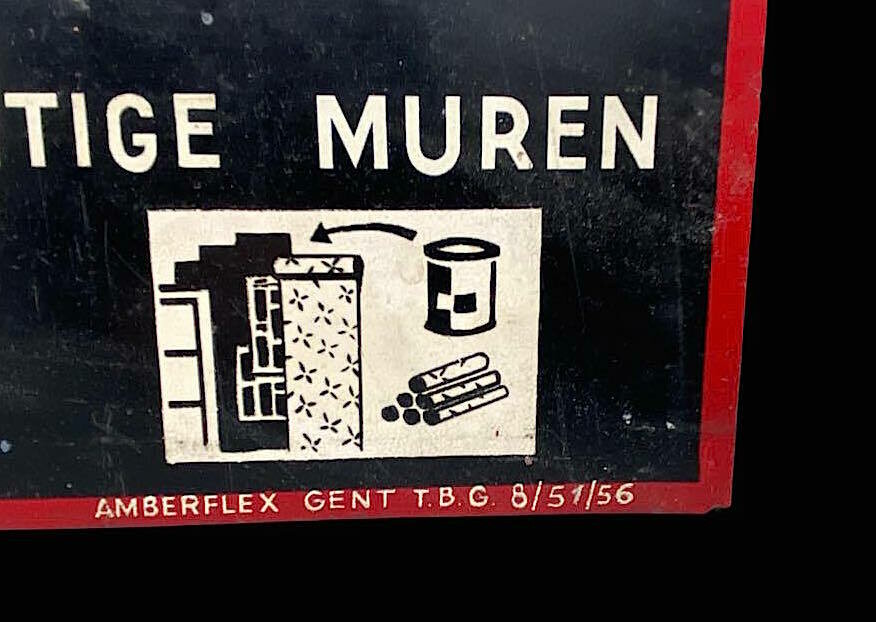 TIGE MUREN
AMBERFLEX GENT T.B.G. 8/51/56